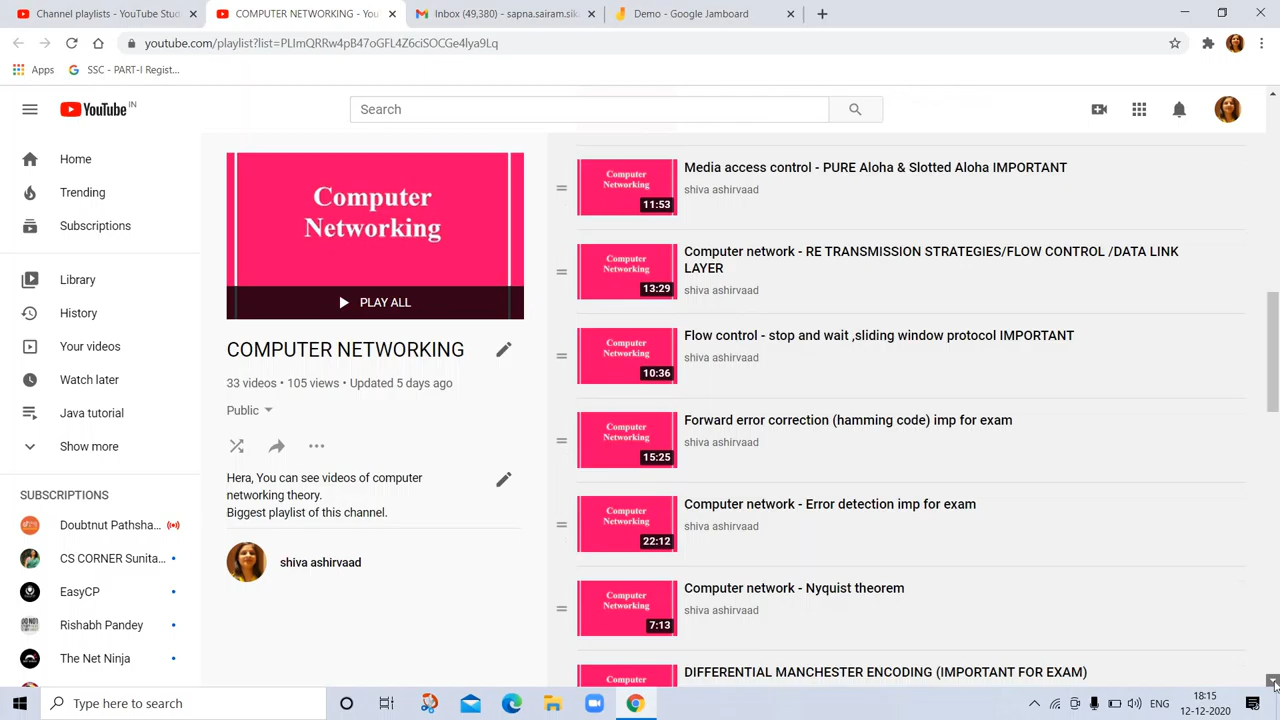 Channel playlists - YouTube Studi
COMPUTER NETWORKING - You
Inbox (49,380) - sapna.sairam.sik
Demo - Google Jamboard
youtube.com/playlist?list=PLImQRRw4pB47oGFL4Z6ciSOCGe4lya9Lq
Apps
SSC - PART-I Regist...
YouTube IN
Search
Home
Trending
Subscriptions
Library
History
Your videos
Watch later
Java tutorial
Show more
SUBSCRIPTIONS
Doubtnut Pathsha...
CS CORNER Sunita...
EasyCP
Rishabh Pandey
The Net Ninja
Computer
Networking
PLAY ALL
COMPUTER NETWORKING
33 videos • 105 views • Updated 5 days ago
Public
Hera, You can see videos of computer
networking theory.
Biggest playlist of this channel.
shiva ashirvaad
Computer
Networking
11:53
Media access control - PURE Aloha & Slotted Aloha IMPORTANT
shiva ashirvaad
Computer
Networking
13:29
Computer network - RE TRANSMISSION STRATEGIES/FLOW CONTROL /DATA LINK
LAYER
shiva ashirvaad
Computer
Networking
10:36
Flow control - stop and wait ,sliding window protocol IMPORTANT
shiva ashirvaad
Computer
Networking
15:25
Forward error correction (hamming code) imp for exam
shiva ashirvaad
Computer
Networking
22:12
Computer network - Error detection imp for exam
shiva ashirvaad
Computer
Networking
7:13
Computer network - Nyquist theorem
shiva ashirvaad
Computer
DIFFERENTIAL MANCHESTER ENCODING (IMPORTANT FOR EXAM)
Type here to search
ENG
18:15
12-12-2020